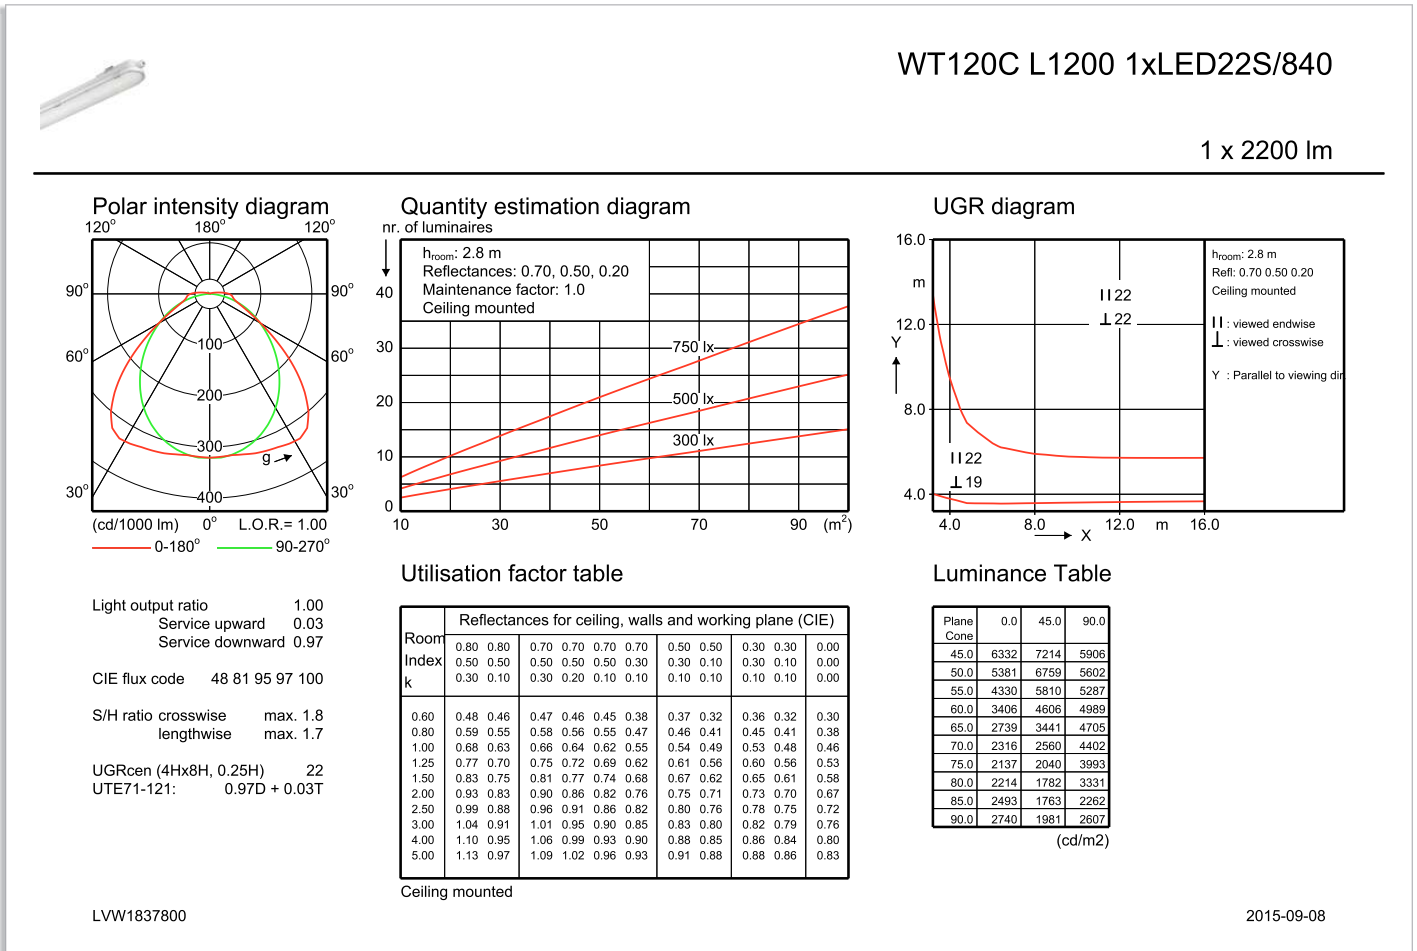 WT120C L1200 1xLED22S/840
1 x 2200 lm
Polar intensity diagram
120° 180° 120°
90° 90°
60° 60°
30° 30°
100
200
300
400
g
(cd/1000 lm) 0° L.O.R.= 1.00
0-180° 90-270°
Light output ratio 1.00
Service upward 0.03
Service downward 0.97
CIE flux code 48 81 95 97 100
S/H ratio crosswise max. 1.8
lengthwise max. 1.7
UGRcen (4Hx8H, 0.25H) 22
UTE71-121: 0.97D + 0.03T
Quantity estimation diagram
nr. of luminaires
hroom: 2.8 m
Reflectances: 0.70, 0.50, 0.20
Maintenance factor: 1.0
Ceiling mounted
40
30
20
10
0
750 lx
500 lx
300 lx
10 30 50 70 90 (m²)
UGR diagram
16.0
m
12.0
Y
8.0
4.0
4.0 8.0 12.0 m 16.0
X
II 22
⊥ 22
II 22
⊥ 19
hroom: 2.8 m
Refl: 0.70 0.50 0.20
Ceiling mounted
II : viewed endwise
⊥ : viewed crosswise
Y : Parallel to viewing dir.
Utilisation factor table
Room
Index
k
Reflectances for ceiling, walls and working plane (CIE)
0.80 0.80 0.70 0.70 0.70 0.70 0.50 0.50 0.30 0.30 0.00
0.50 0.50 0.50 0.50 0.50 0.30 0.30 0.10 0.30 0.10 0.00
0.30 0.10 0.30 0.20 0.10 0.10 0.10 0.10 0.10 0.10 0.00
0.60 0.48 0.46 0.47 0.46 0.45 0.38 0.37 0.32 0.36 0.32 0.30
0.80 0.59 0.55 0.58 0.56 0.55 0.47 0.46 0.41 0.45 0.41 0.38
1.00 0.68 0.63 0.66 0.64 0.62 0.55 0.54 0.49 0.53 0.48 0.46
1.25 0.77 0.70 0.75 0.72 0.69 0.62 0.61 0.56 0.60 0.56 0.53
1.50 0.83 0.75 0.81 0.77 0.74 0.68 0.67 0.62 0.65 0.61 0.58
2.00 0.93 0.83 0.90 0.86 0.82 0.76 0.75 0.71 0.73 0.70 0.67
2.50 0.99 0.88 0.96 0.91 0.86 0.82 0.80 0.76 0.78 0.75 0.72
3.00 1.04 0.91 1.01 0.95 0.90 0.85 0.83 0.80 0.82 0.79 0.76
4.00 1.10 0.95 1.06 0.99 0.93 0.90 0.88 0.85 0.86 0.84 0.80
5.00 1.13 0.97 1.09 1.02 0.96 0.93 0.91 0.88 0.88 0.86 0.83
Ceiling mounted
Luminance Table
Plane 0.0 45.0 90.0
Cone
45.0 6332 7214 5906
50.0 5381 6759 5602
55.0 4330 5810 5287
60.0 3406 4606 4989
65.0 2739 3441 4705
70.0 2316 2560 4402
75.0 2137 2040 3993
80.0 2214 1782 3331
85.0 2493 1763 2262
90.0 2740 1981 2607
(cd/m2)
LVW1837800
2015-09-08